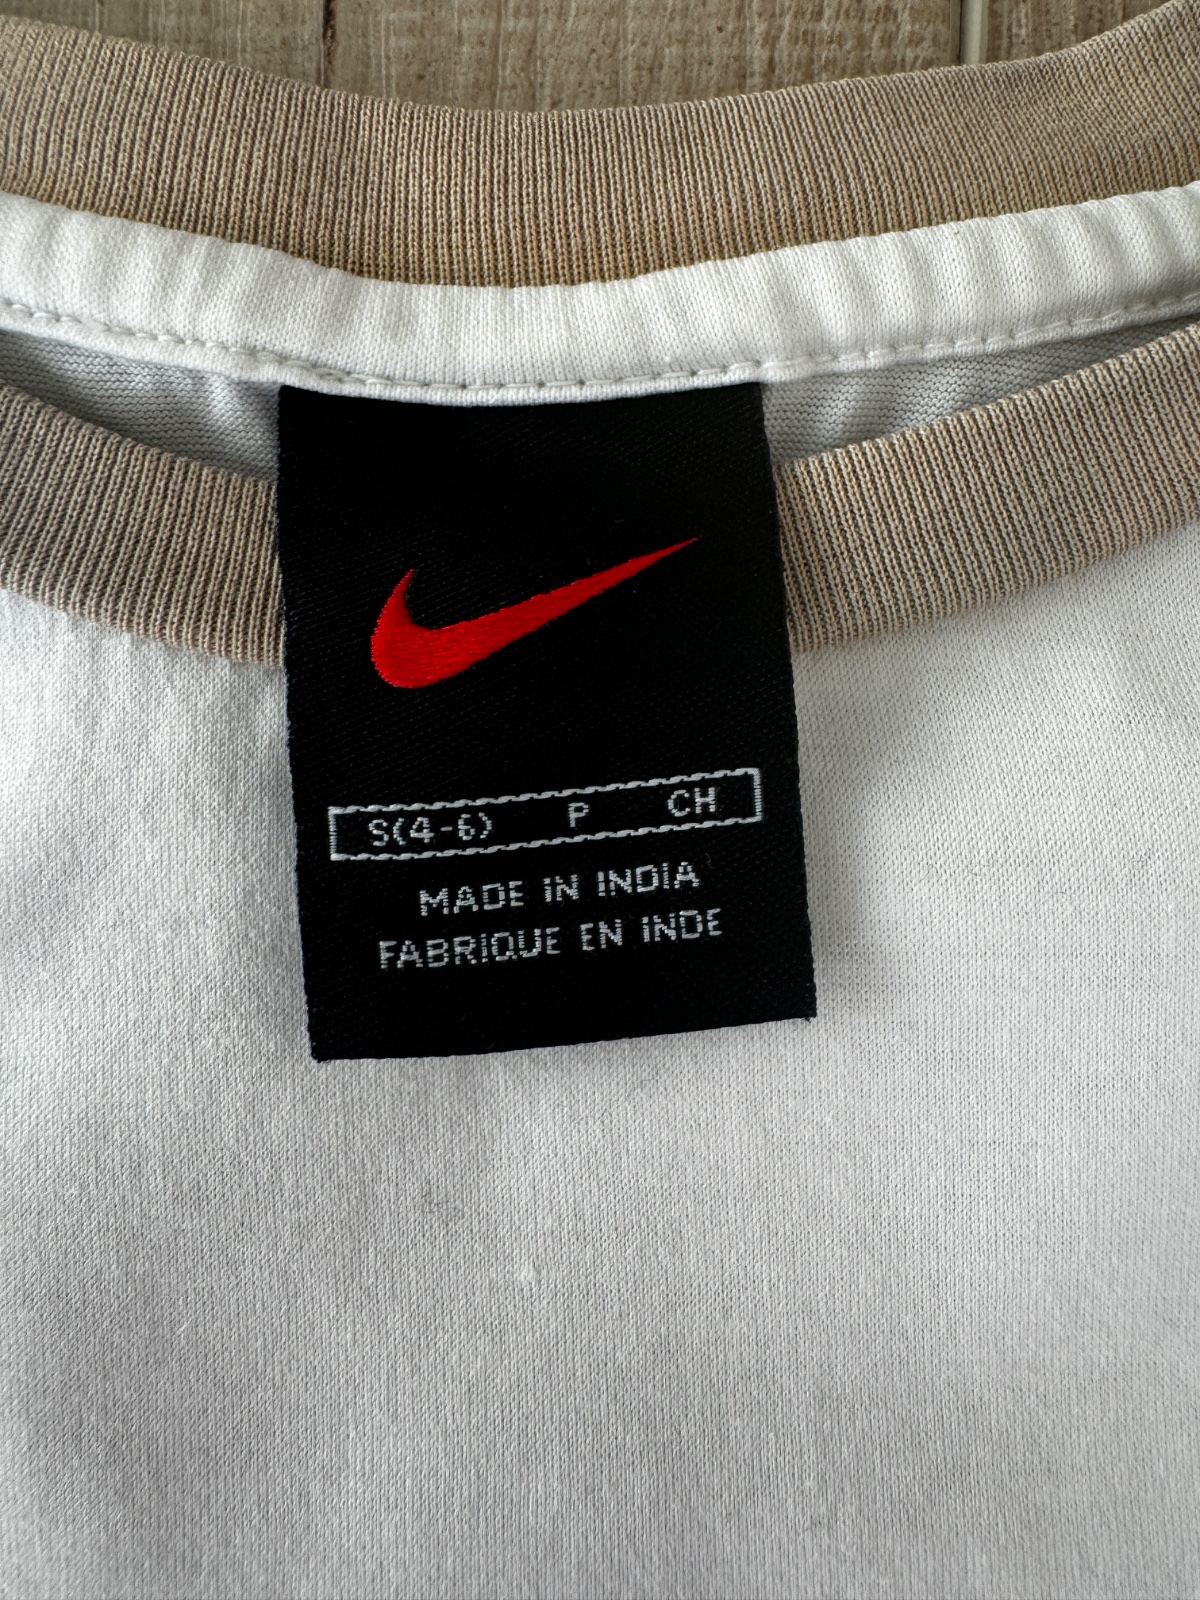 S(4-6) P CH
MADE IN INDIA
FABRIQUE EN INDE